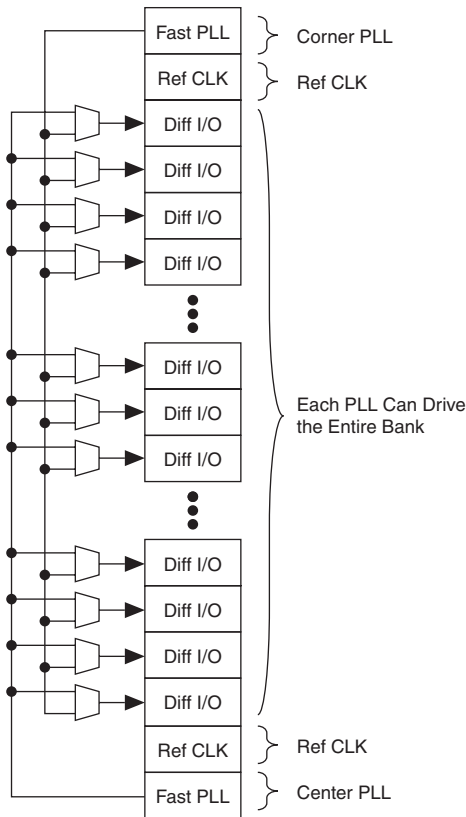 Fast PLL
Corner PLL
Ref CLK
Ref CLK
Diff I/O
Diff I/O
Diff I/O
Diff I/O
Diff I/O
Diff I/O
Diff I/O
Each PLL Can Drive
the Entire Bank
Diff I/O
Diff I/O
Diff I/O
Diff I/O
Ref CLK
Ref CLK
Fast PLL
Center PLL